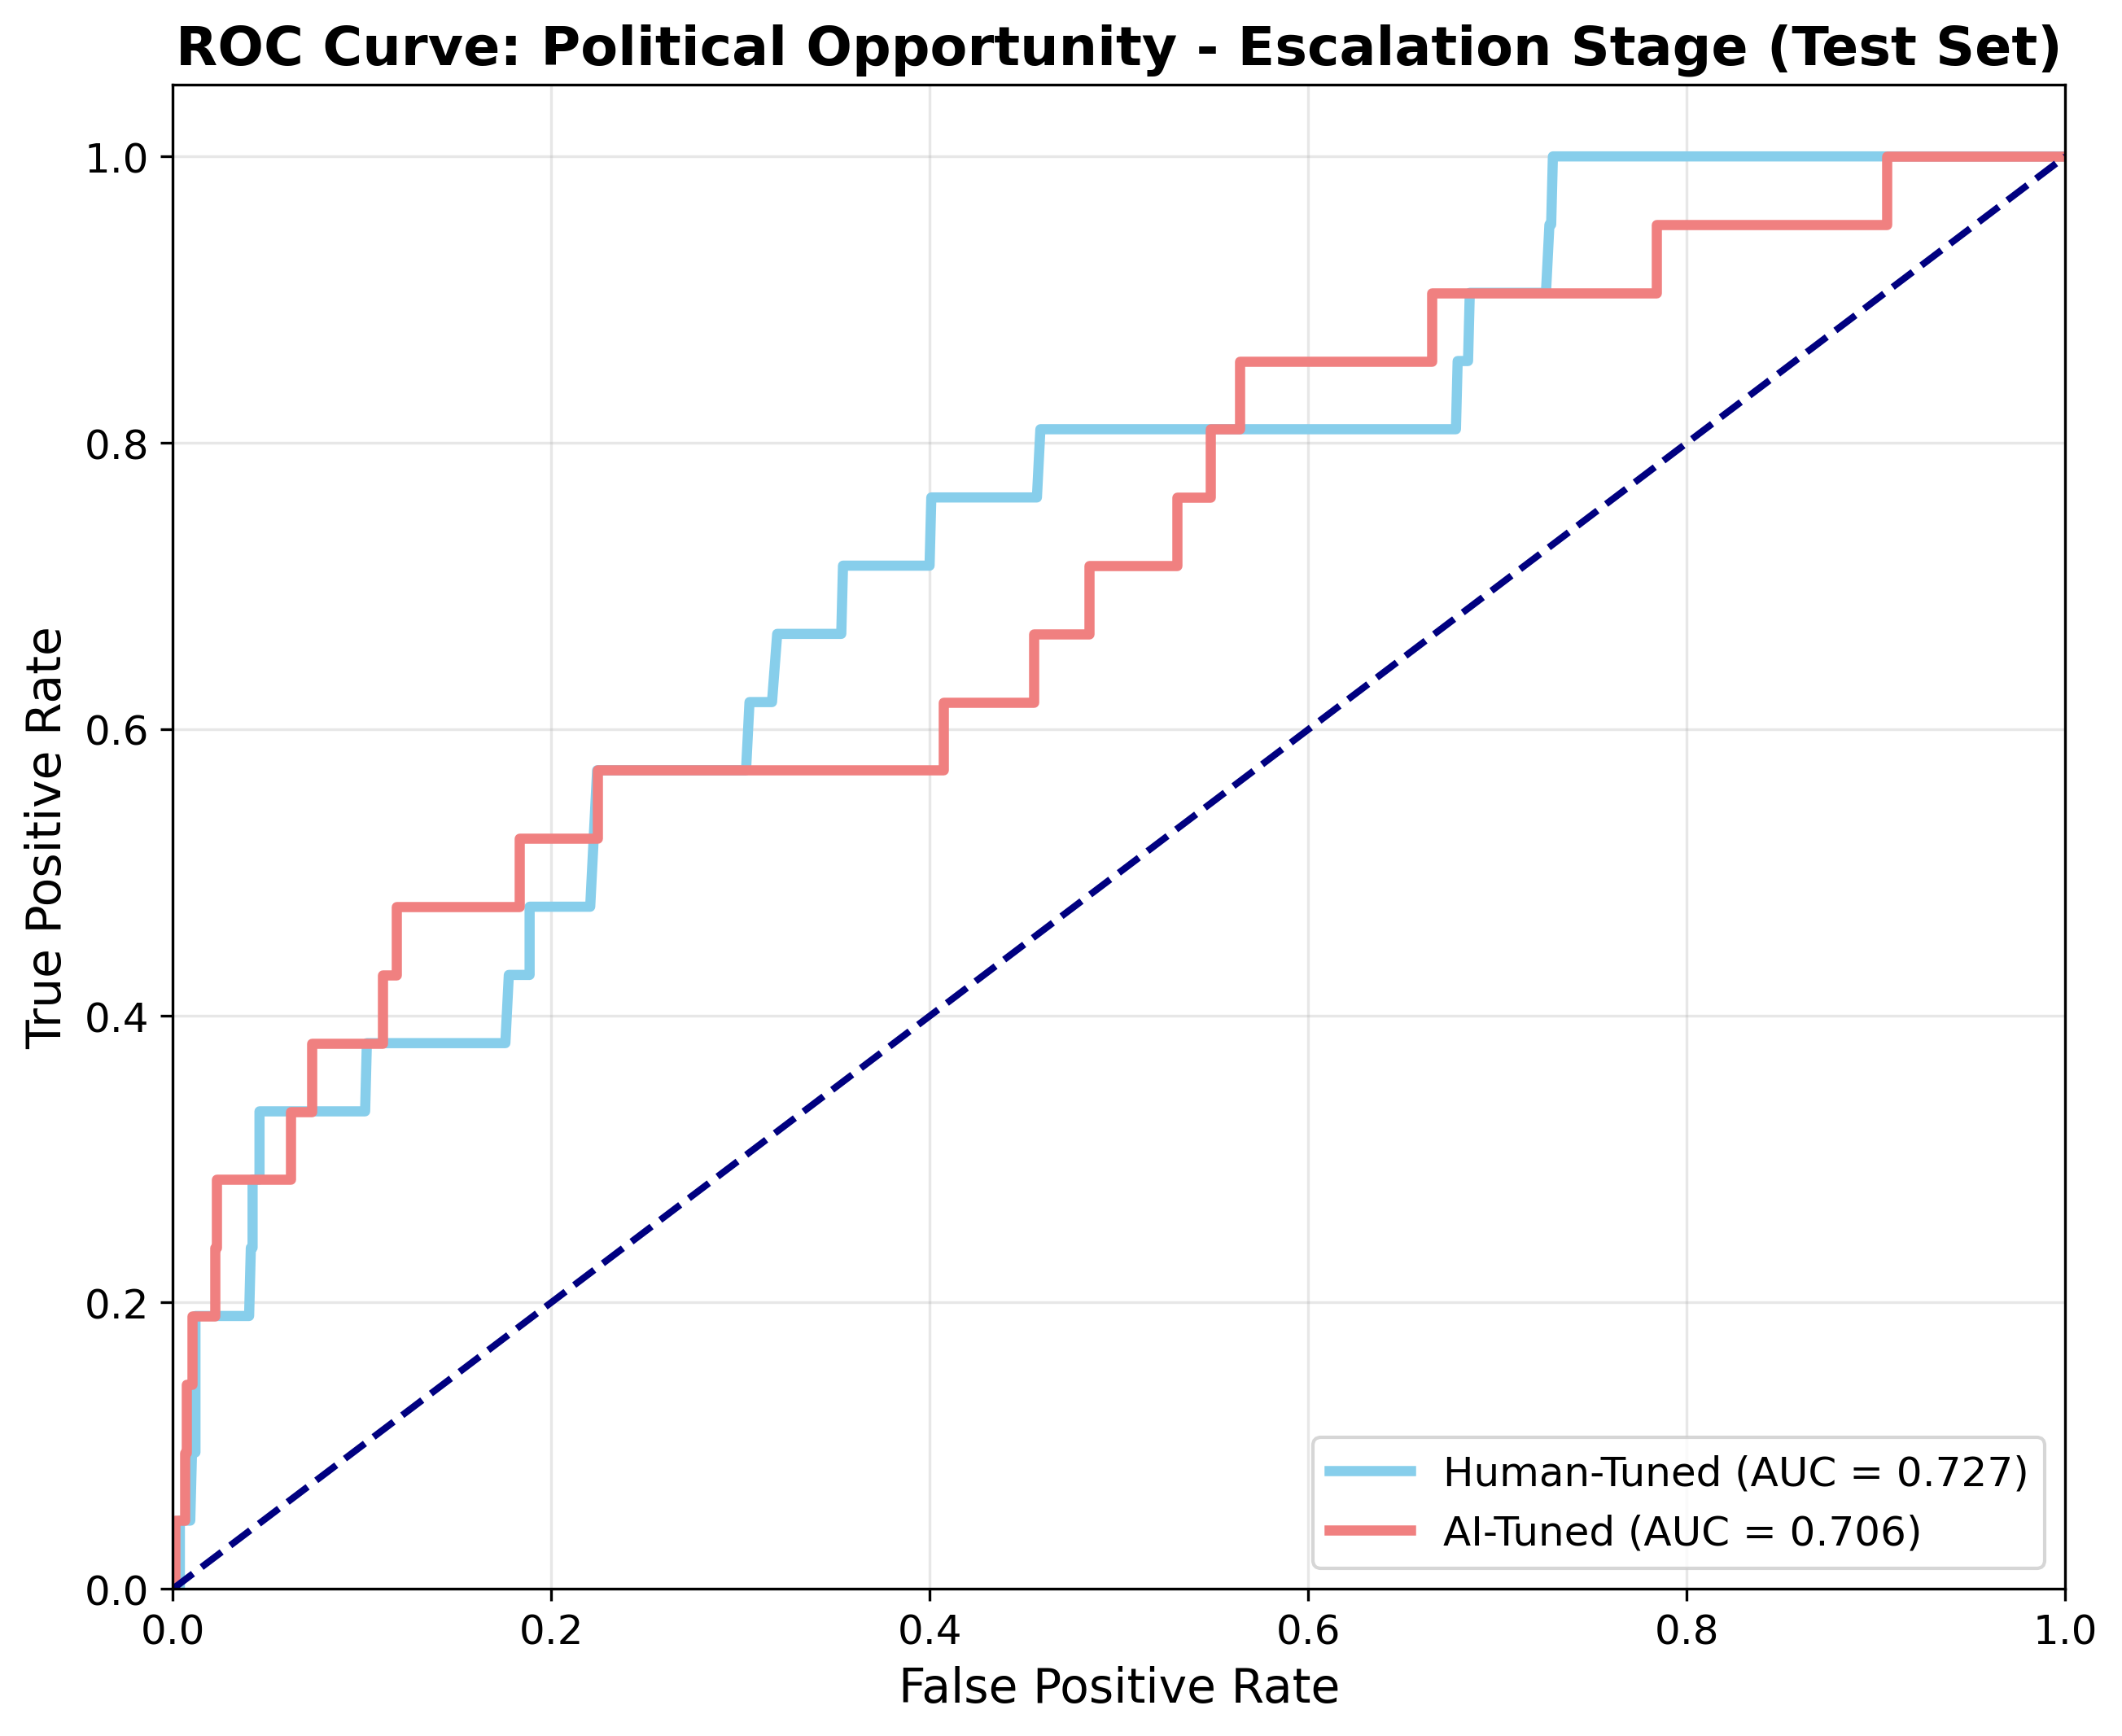 ROC Curve: Political Opportunity - Escalation Stage (Test Set)
True Positive Rate
1.0
0.8
0.6
0.4
0.2
0.0
0.0 0.2 0.4 0.6 0.8 1.0
False Positive Rate
Human-Tuned (AUC = 0.727)
AI-Tuned (AUC = 0.706)